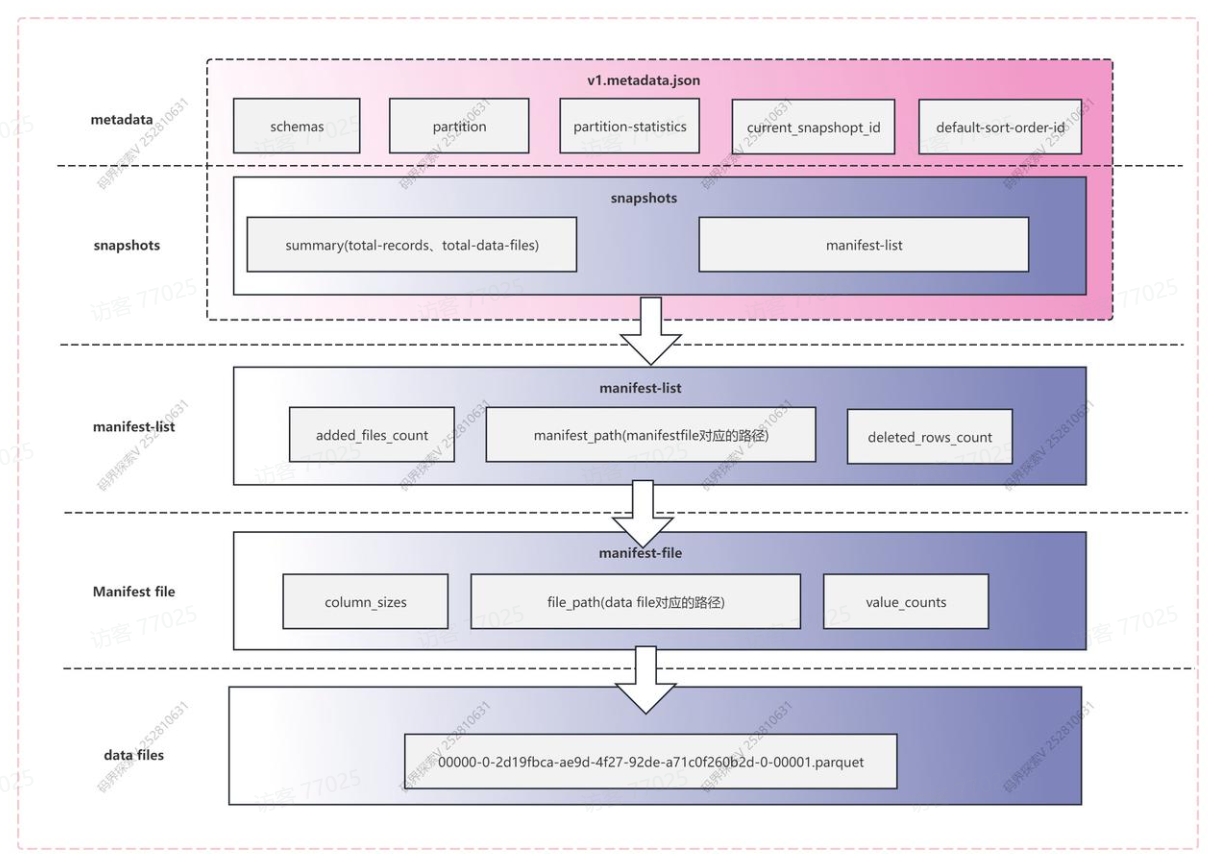 v1.metadata.json
metadata
schemas
partition
partition-statistics
current_snapshopt_id
default-sort-order-id
snapshots
snapshots
summary(total-records、total-data-files)
manifest-list
manifest-list
manifest-list
added_files_count
manifest_path(manifestfile对应的路径)
deleted_rows_count
manifest-file
Manifest file
column_sizes
file_path(data file对应的路径)
value_counts
data files
00000-0-2d19fbca-ae9d-4f27-92de-a71c0f260b2d-0-00001.parquet
码界探索V 252810631
访客 77025